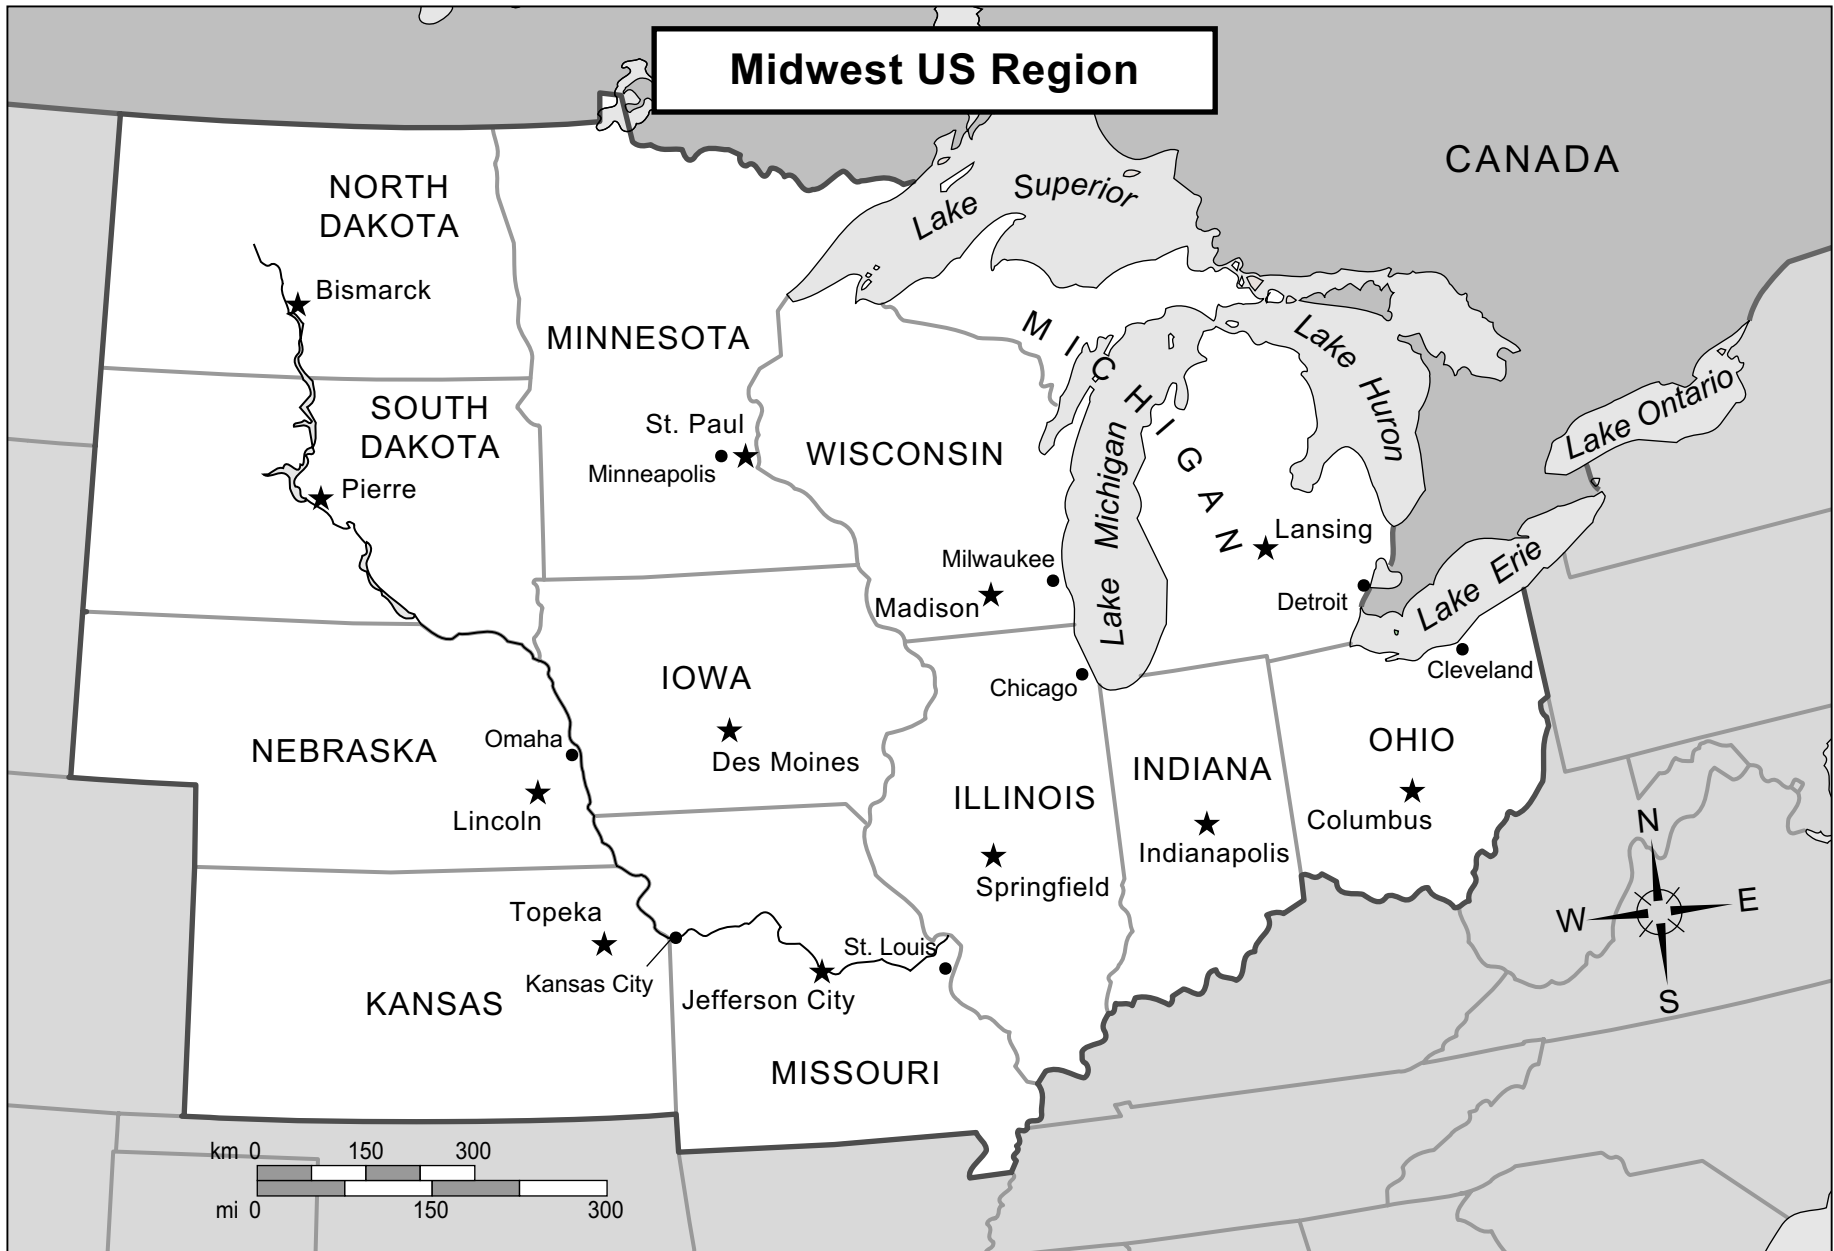 Midwest US Region
CANADA
NORTH
DAKOTA
Lake Superior
Bismarck
MINNESOTA
MICHIGAN
Lake Huron
SOUTH
DAKOTA
St. Paul
Minneapolis
WISCONSIN
Lake Michigan
Lake Ontario
Pierre
Lansing
Milwaukee
Madison
Detroit
Lake Erie
Cleveland
IOWA
Chicago
Omaha
NEBRASKA
Des Moines
OHIO
INDIANA
ILLINOIS
Lincoln
Columbus
Indianapolis
Springfield
N
W
E
S
Topeka
St. Louis
Kansas City
Jefferson City
KANSAS
MISSOURI
km 0 150 300
mi 0 150 300